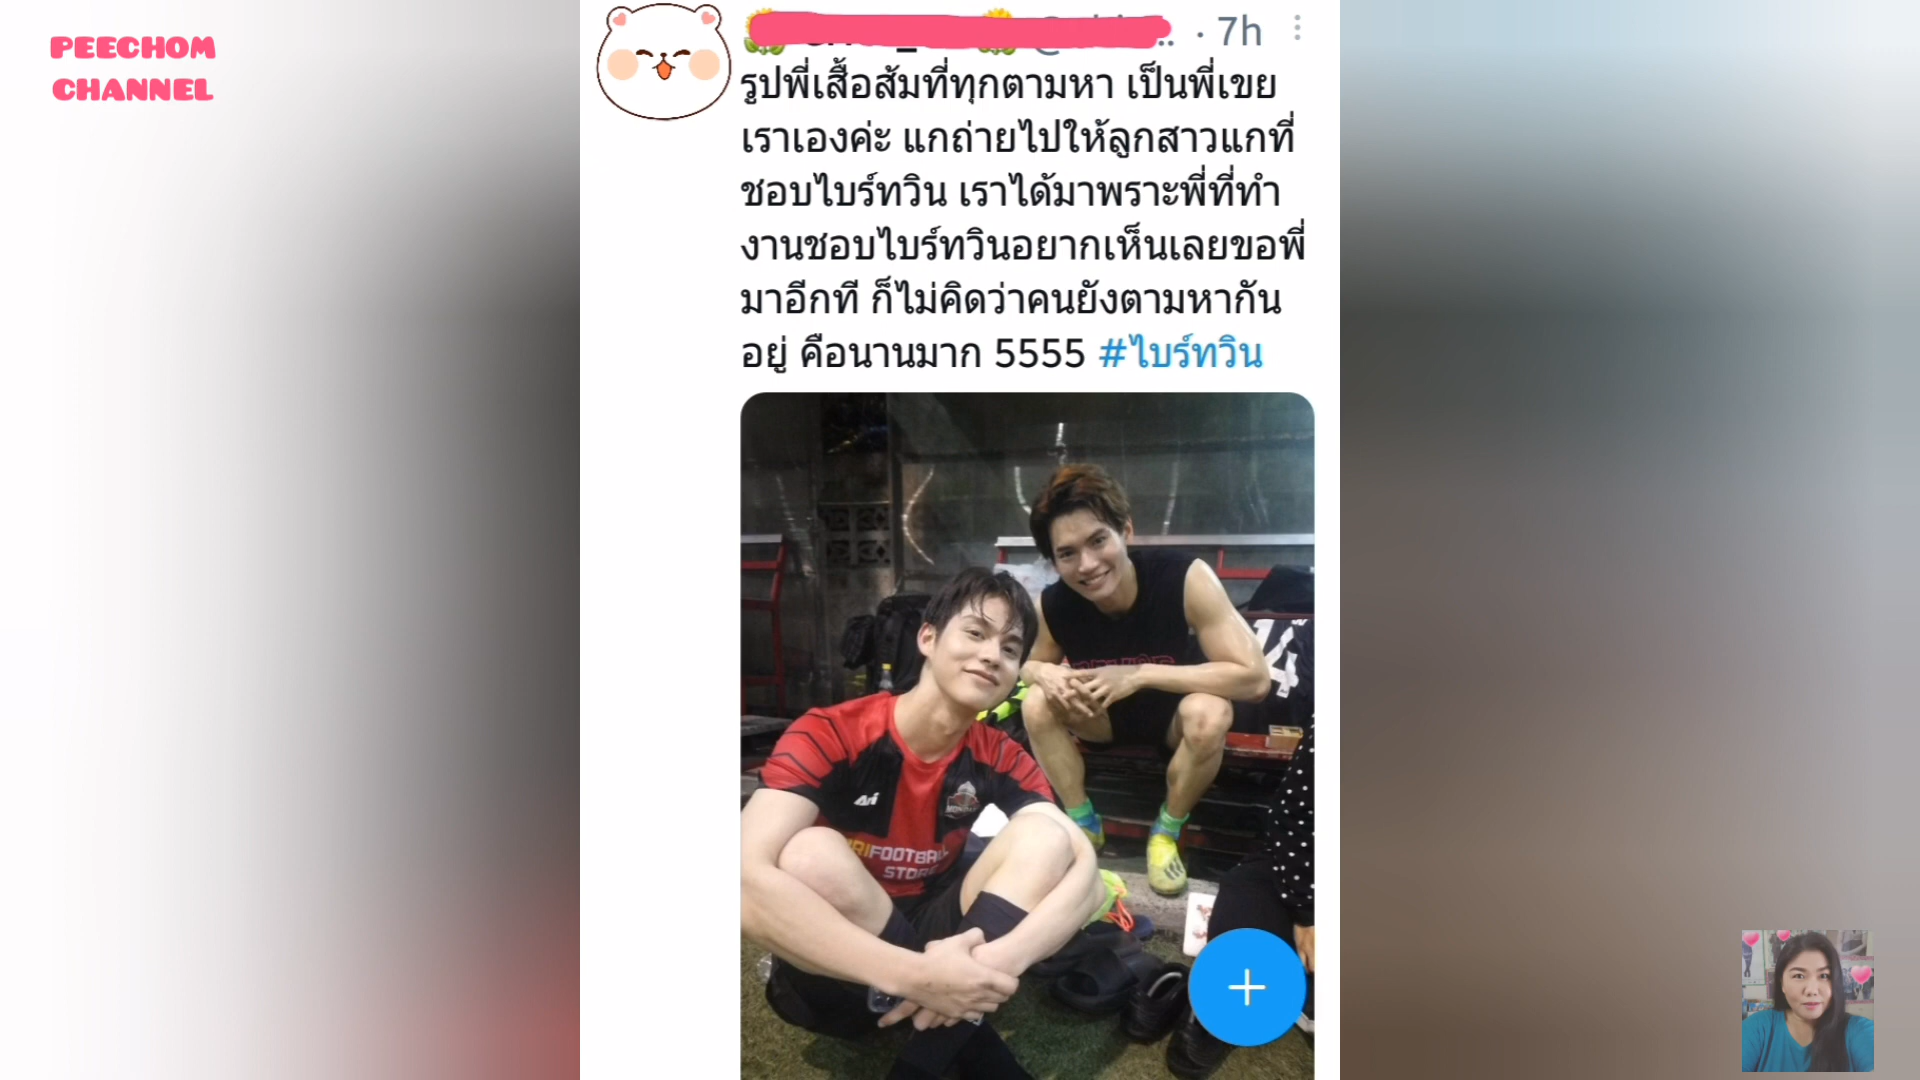 PEECHOM
CHANNEL
· 7h
รูปพี่เสื้อส้มที่ทุกตามหา เป็นพี่เขย
เราเองค่ะ แกถ่ายไปให้ลูกสาวแกที่
ชอบไบร์ทวิน เราได้มาพราะพี่ที่ทำ
งานชอบไบร์ทวินอยากเห็นเลยขอพี่
มาอีกที ก็ไม่คิดว่าคนยังตามหากัน
อยู่ คือนานมาก 5555 #ไบร์ทวิน
14
Ari
FOOTBALL
STORE